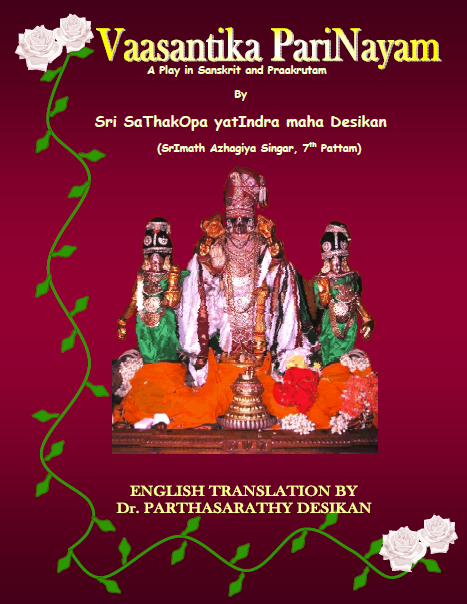 Vaasantika PariNayam
A Play in Sanskrit and Praakrutam
By
Sri SaThakOpa yatIndra maha Desikan
(SrImath Azhagiya Singar, 7th Pattam)
ENGLISH TRANSLATION BY
Dr. PARTHASARATHY DESIKAN